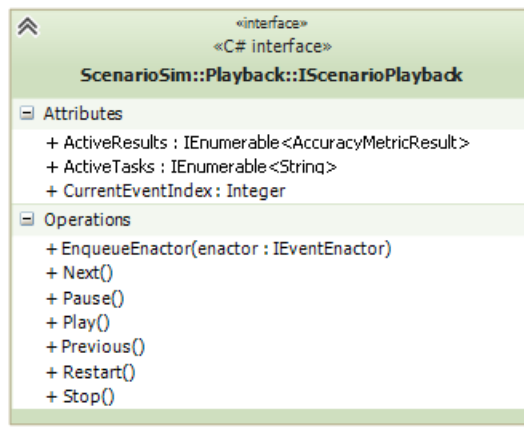 «interface»
«C# interface»
ScenarioSim::Playback::IScenarioPlayback
Attributes
+ ActiveResults : IEnumerable<AccuracyMetricResult>
+ ActiveTasks : IEnumerable<String>
+ CurrentEventIndex : Integer
Operations
+ EnqueueEnactor(enactor : IEventEnactor)
+ Next()
+ Pause()
+ Play()
+ Previous()
+ Restart()
+ Stop()